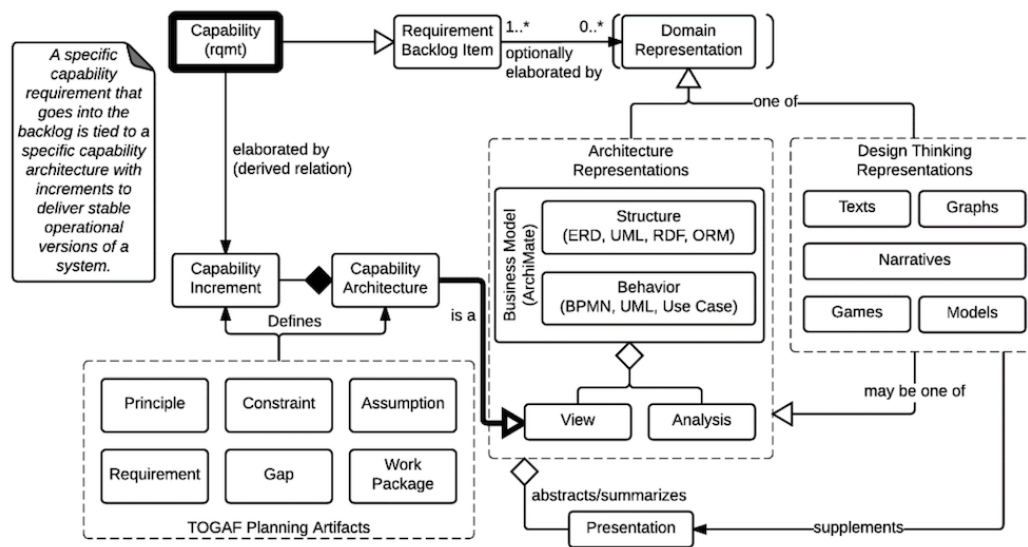 Capability
(rqmt)
Requirement
Backlog Item
1..*
0..*
optionally
elaborated by
Domain
Representation
A specific
capability
requirement that
goes into the
backlog is tied to a
specific capability
architecture with
increments to
deliver stable
operational
versions of a
system.
one of
elaborated by
(derived relation)
Architecture
Representations
Design Thinking
Representations
Business Model
(ArchiMate)
Structure
(ERD, UML, RDF, ORM)
Behavior
(BPMN, UML, Use Case)
Texts
Graphs
Narratives
Games
Models
Capability
Increment
Capability
Architecture
is a
Defines
Principle
Constraint
Assumption
Requirement
Gap
Work
Package
TOGAF Planning Artifacts
View
Analysis
may be one of
abstracts/summarizes
Presentation
supplements